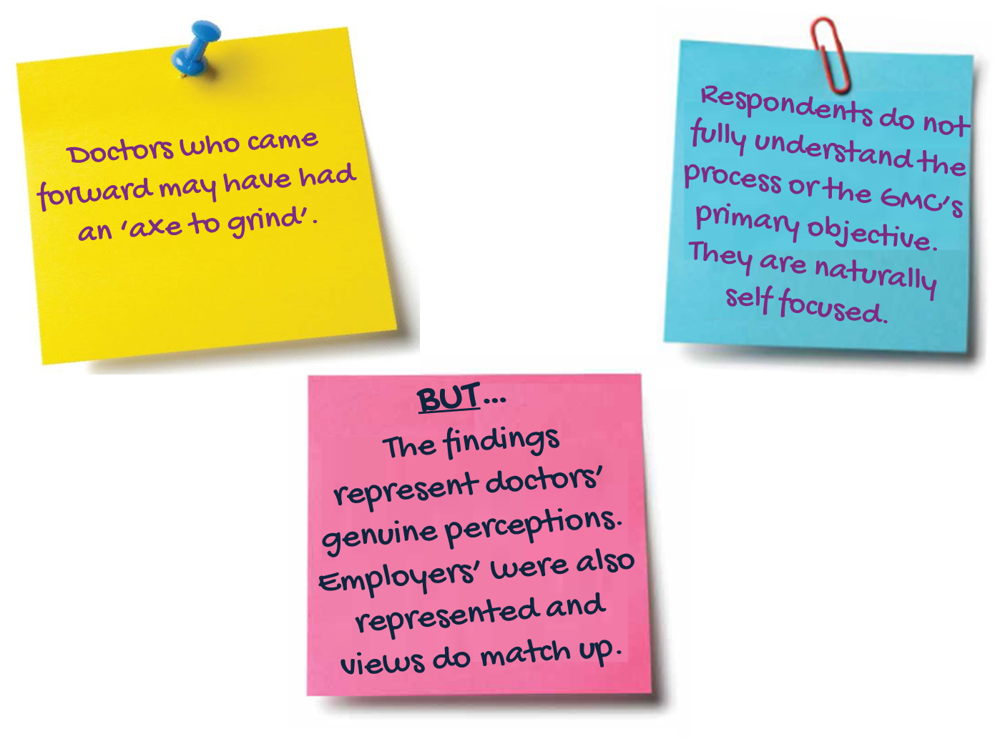 Doctors who came
forward may have had
an ‘axe to grind’.
Respondents do not
fully understand the
process or the GMC’s
primary objective.
They are naturally
self focused.
BUT...
The findings
represent doctors’
genuine perceptions.
Employers’ were also
represented and
views do match up.